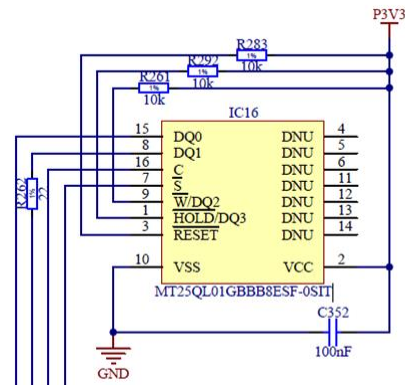 P3V3
R283
1%
10k
R292
1%
10k
R261
1%
10k
IC16
15 DQ0 DNU 4
8 DQ1 DNU 5
16 C DNU 6
7 S DNU 11
9 W/DQ2 DNU 12
1 HOLD/DQ3 DNU 13
3 RESET DNU 14
10 VSS VCC 2
MT25QL01GBBB8ESF-0SIT
R262
1%
22
C352
100nF
GND